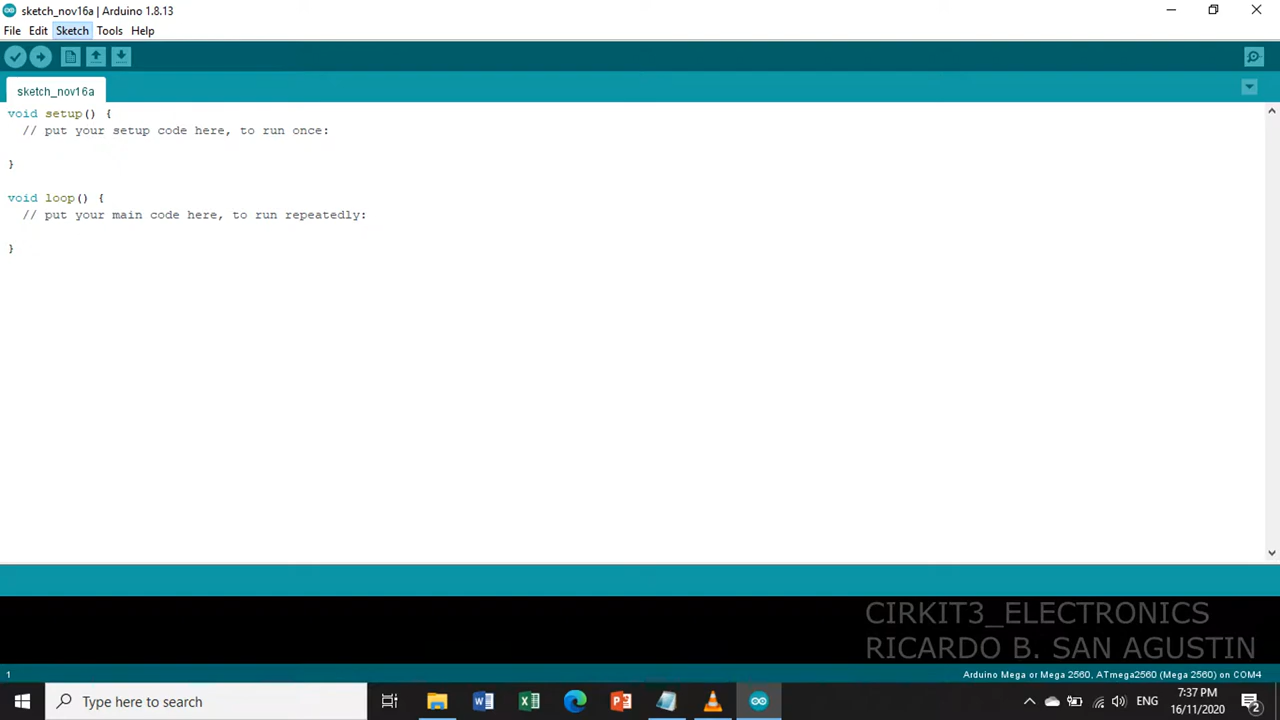 sketch_nov16a | Arduino 1.8.13
File Edit Sketch Tools Help
sketch_nov16a
void setup() {
// put your setup code here, to run once:
}
void loop() {
// put your main code here, to run repeatedly:
}
CIRKIT3_ELECTRONICS
RICARDO B. SAN AGUSTIN
1 Arduino Mega or Mega 2560, ATmega2560 (Mega 2560) on COM4
Type here to search
ENG
7:37 PM
16/11/2020
2